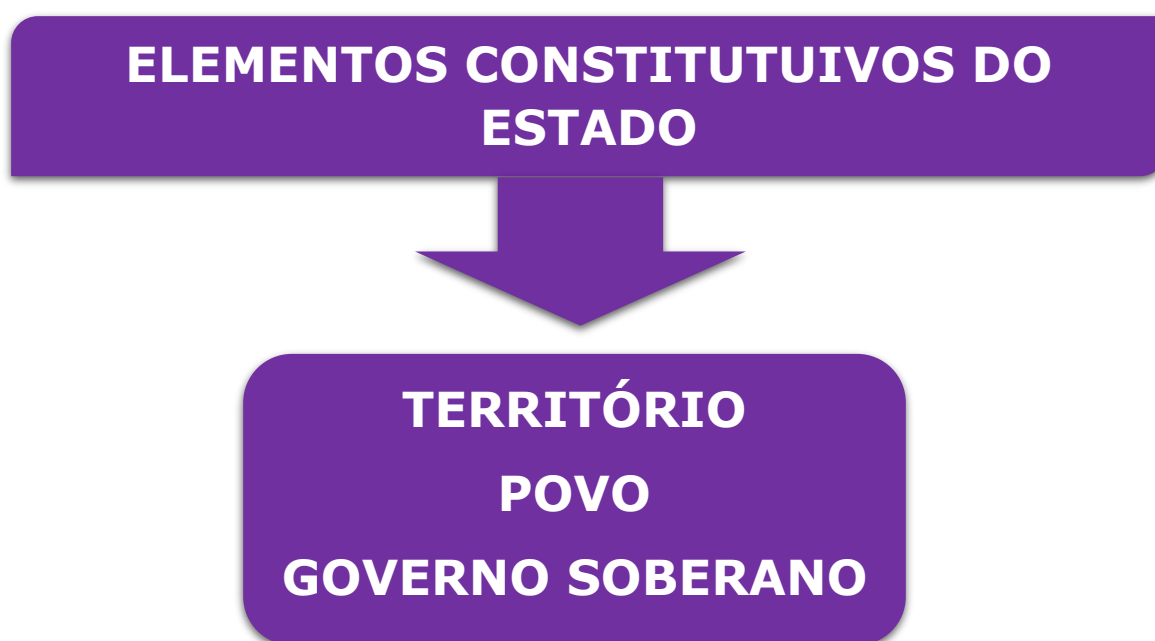 ELEMENTOS CONSTITUTUIVOS DO
ESTADO
TERRITÓRIO
POVO
GOVERNO SOBERANO